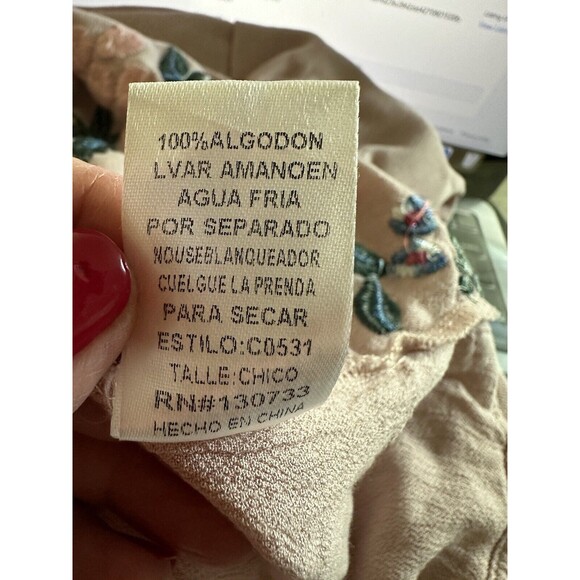 100%ALGODON
LVAR AMANOEN
AGUA FRIA
POR SEPARADO
NOUSEBLANQUEADOR
CUELGUE LA PRENDA
PARA SECAR
ESTILO:C0531
TALLE:CHICO
RN#130733
HECHO EN CHINA